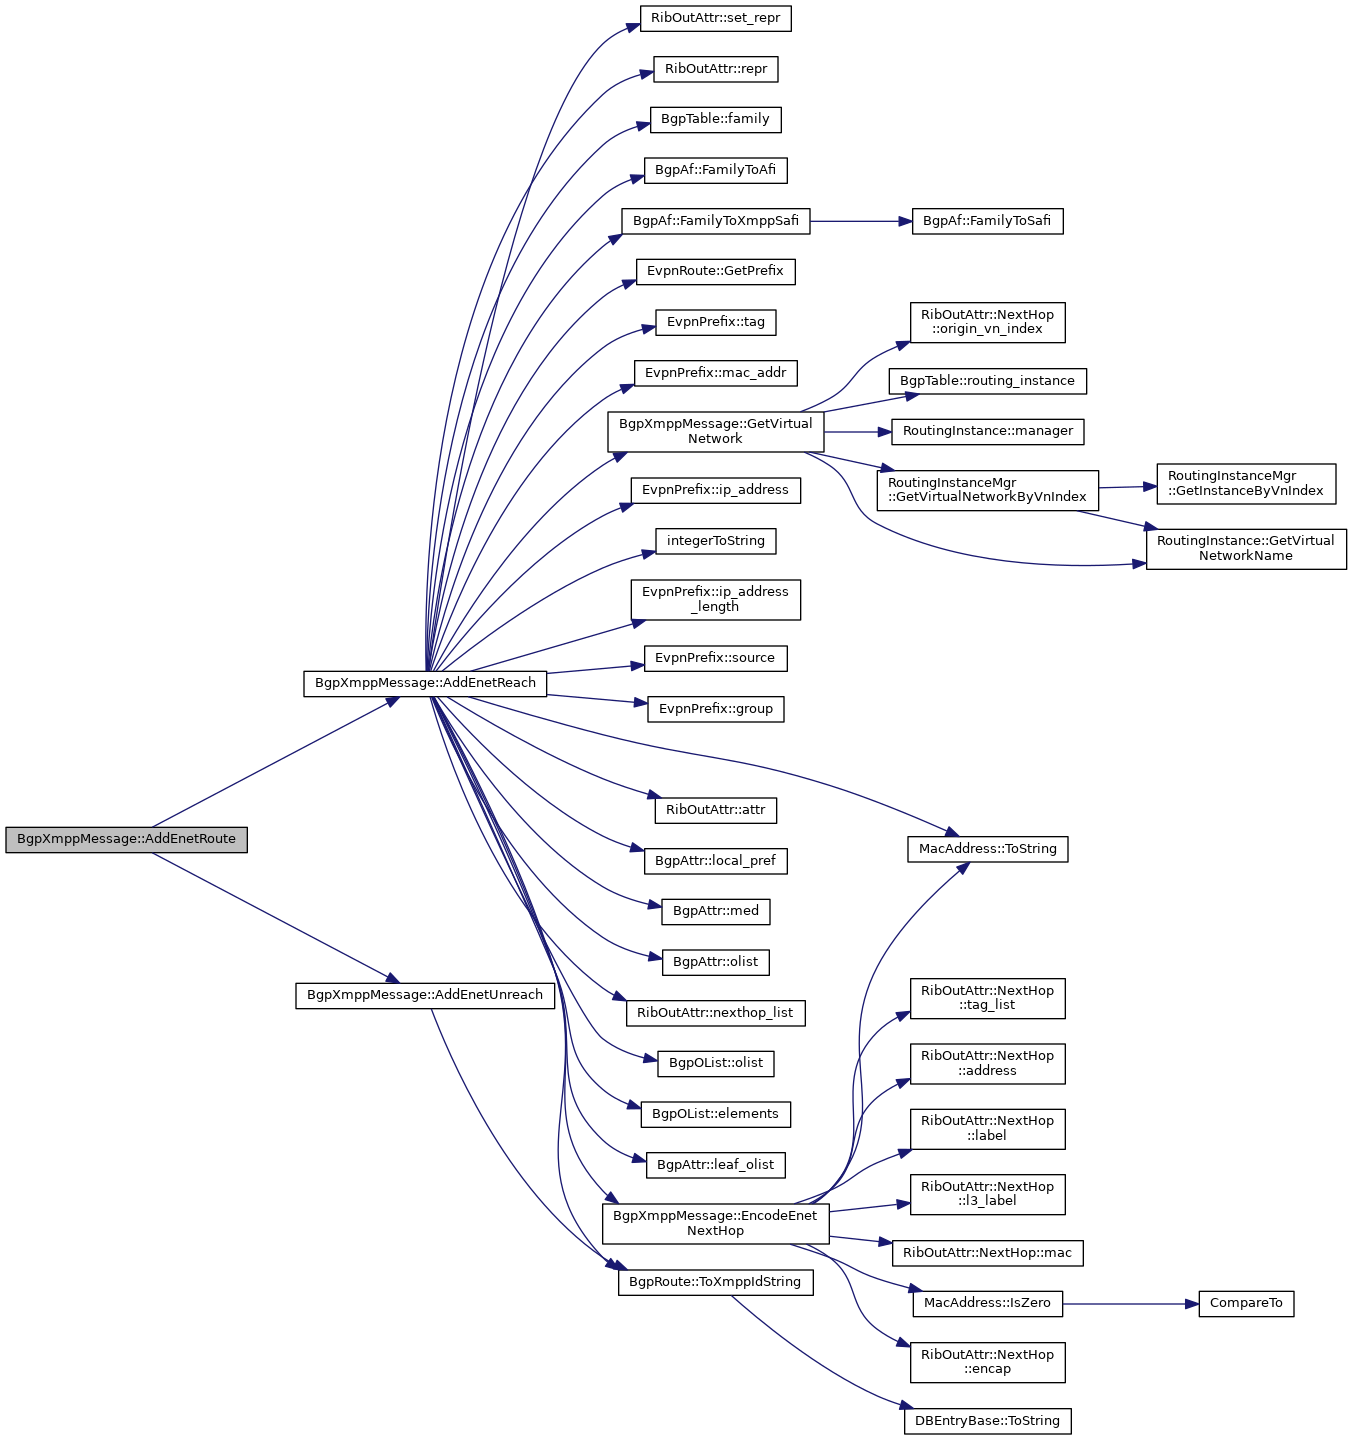 RibOutAttr::set_repr
RibOutAttr::repr
BgpTable::family
BgpAf::FamilyToAfi
BgpAf::FamilyToXmppSafi
BgpAf::FamilyToSafi
EvpnRoute::GetPrefix
EvpnPrefix::tag
RibOutAttr::NextHop
::origin_vn_index
EvpnPrefix::mac_addr
BgpTable::routing_instance
BgpXmppMessage::GetVirtual
Network
RoutingInstance::manager
EvpnPrefix::ip_address
RoutingInstanceMgr
::GetVirtualNetworkByVnIndex
RoutingInstanceMgr
::GetInstanceByVnIndex
integerToString
RoutingInstance::GetVirtual
NetworkName
EvpnPrefix::ip_address
_length
EvpnPrefix::source
BgpXmppMessage::AddEnetReach
EvpnPrefix::group
RibOutAttr::attr
BgpXmppMessage::AddEnetRoute
MacAddress::ToString
BgpAttr::local_pref
BgpAttr::med
BgpAttr::olist
BgpXmppMessage::AddEnetUnreach
RibOutAttr::NextHop
::tag_list
RibOutAttr::nexthop_list
BgpOList::olist
RibOutAttr::NextHop
::address
BgpOList::elements
RibOutAttr::NextHop
::label
BgpAttr::leaf_olist
RibOutAttr::NextHop
::l3_label
BgpXmppMessage::EncodeEnet
NextHop
RibOutAttr::NextHop::mac
BgpRoute::ToXmppIdString
MacAddress::IsZero
CompareTo
RibOutAttr::NextHop
::encap
DBEntryBase::ToString